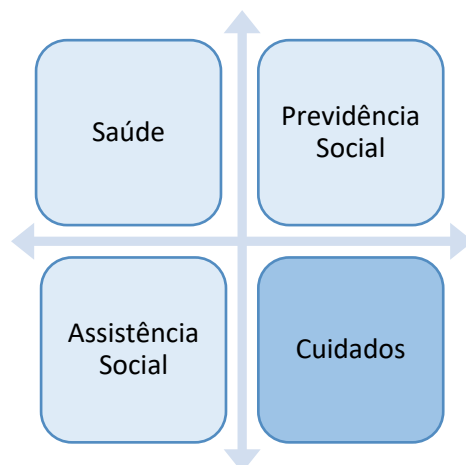 Saúde
Previdência
Social
Assistência
Social
Cuidados